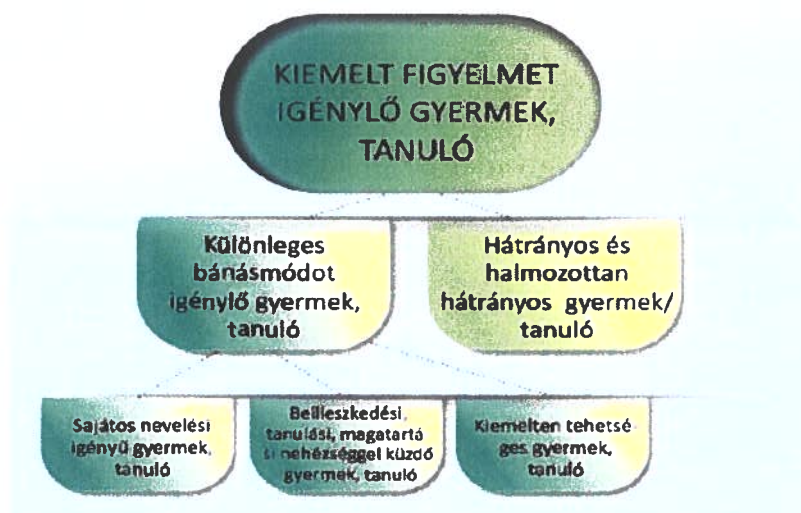 KIEMELT FIGYELMET
IGÉNYLŐ GYERMEK,
TANULÓ
Különleges
bánásmódot
igénylő gyermek,
tanuló
Hátrányos és
halmozottan
hátrányos gyermek/
tanuló
Sajátos nevelési
igényű gyermek,
tanuló
Beilleszkedési,
tanulási, magatartá
si nehézséggel küzdő
gyermek, tanuló
Kiemelten tehetsé
ges gyermek,
tanuló